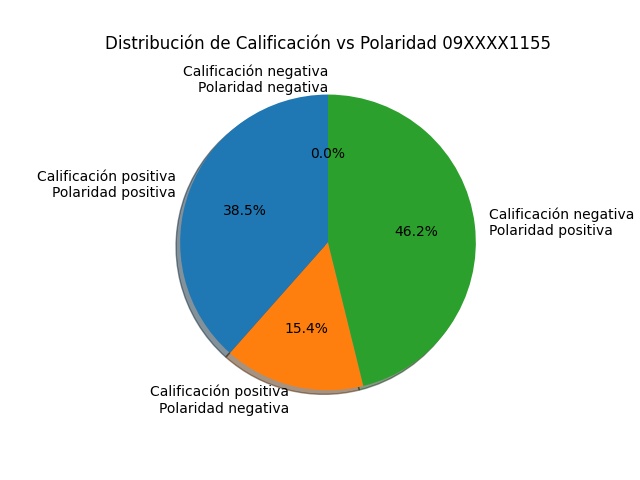 Distribución de Calificación vs Polaridad 09XXXX1155
Calificación negativa
Polaridad negativa
0.0%
Calificación positiva
Polaridad positiva
38.5%
46.2%
Calificación negativa
Polaridad positiva
15.4%
Calificación positiva
Polaridad negativa